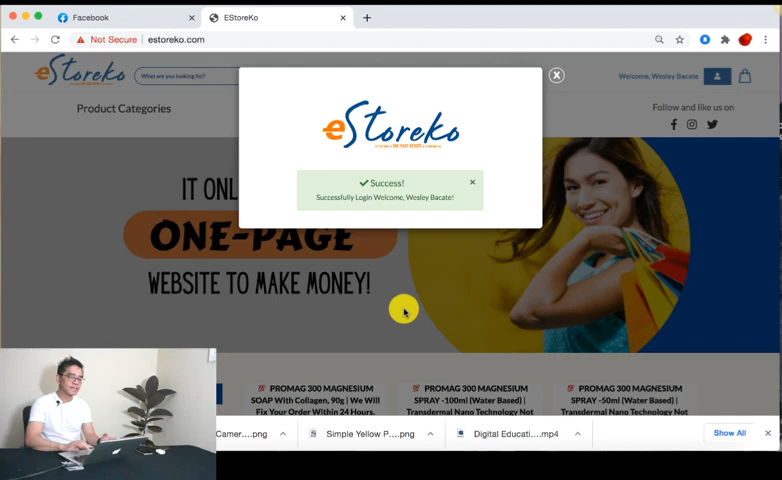 Facebook
EStoreKo
Not Secure
estoreko.com
eStoreko
What are you looking for?
Welcome, Wesley Bacate
Product Categories
Follow and like us on
X
eStoreko
Success!
Successfully Login Welcome, Wesley Bacate!
IT ONL
ONE-PAGE
WEBSITE TO MAKE MONEY!
💯 PROMAG 300 MAGNESIUM
SOAP With Collagen, 90g | We Will
Fix Your Order Within 24 Hours.
💯 PROMAG 300 MAGNESIUM
SPRAY -100ml (Water Based) |
Transdermal Nano Technology Not
💯 PROMAG 300 MAGNESIUM
SPRAY -50ml (Water Based) |
Transdermal Nano Technology Not
Camer....png
Simple Yellow P....png
Digital Educati....mp4
Show All